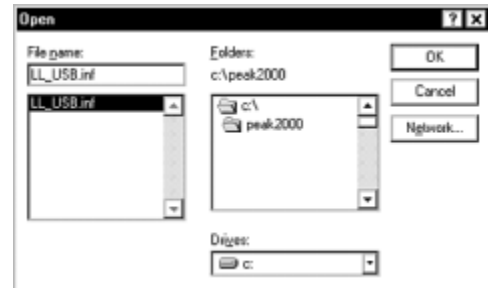 Open
File name:
LL_USB.inf
LL_USB.inf
Folders:
c:\peak2000
c:\
peak2000
Drives:
c:
OK
Cancel
Network...